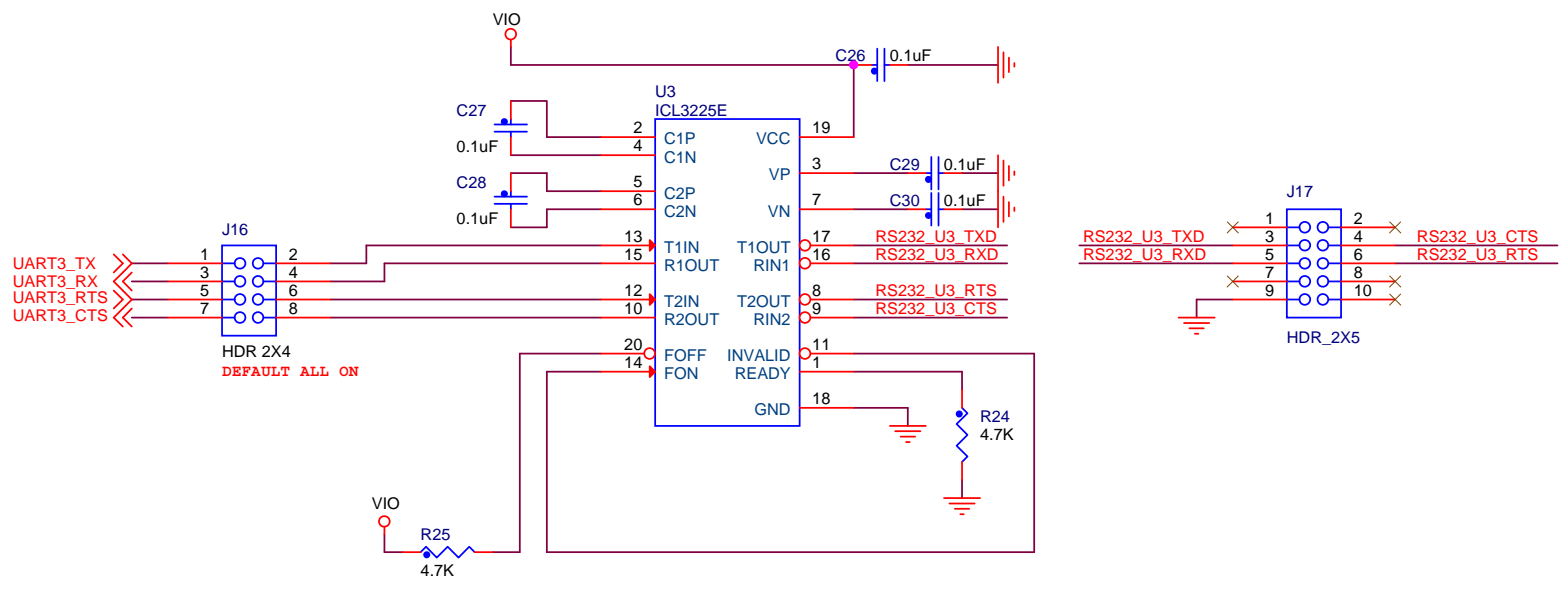 VIO
C26 0.1uF
U3
ICL3225E
C27
0.1uF
C28
0.1uF
2 C1P VCC 19
4 C1N
VP 3 C29 0.1uF
5 C2P
6 C2N VN 7 C30 0.1uF
13 T1IN T1OUT 17 RS232_U3_TXD
15 R1OUT RIN1 16 RS232_U3_RXD
12 T2IN T2OUT 8 RS232_U3_RTS
10 R2OUT RIN2 9 RS232_U3_CTS
20 FOFF INVALID 11
14 FON READY 1
GND 18
J16
UART3_TX 1 2
UART3_RX 3 4
UART3_RTS 5 6
UART3_CTS 7 8
HDR 2X4
DEFAULT ALL ON
R24
4.7K
VIO
R25
4.7K
J17
1 2
RS232_U3_TXD 3 4 RS232_U3_CTS
RS232_U3_RXD 5 6 RS232_U3_RTS
7 8
9 10
HDR_2X5